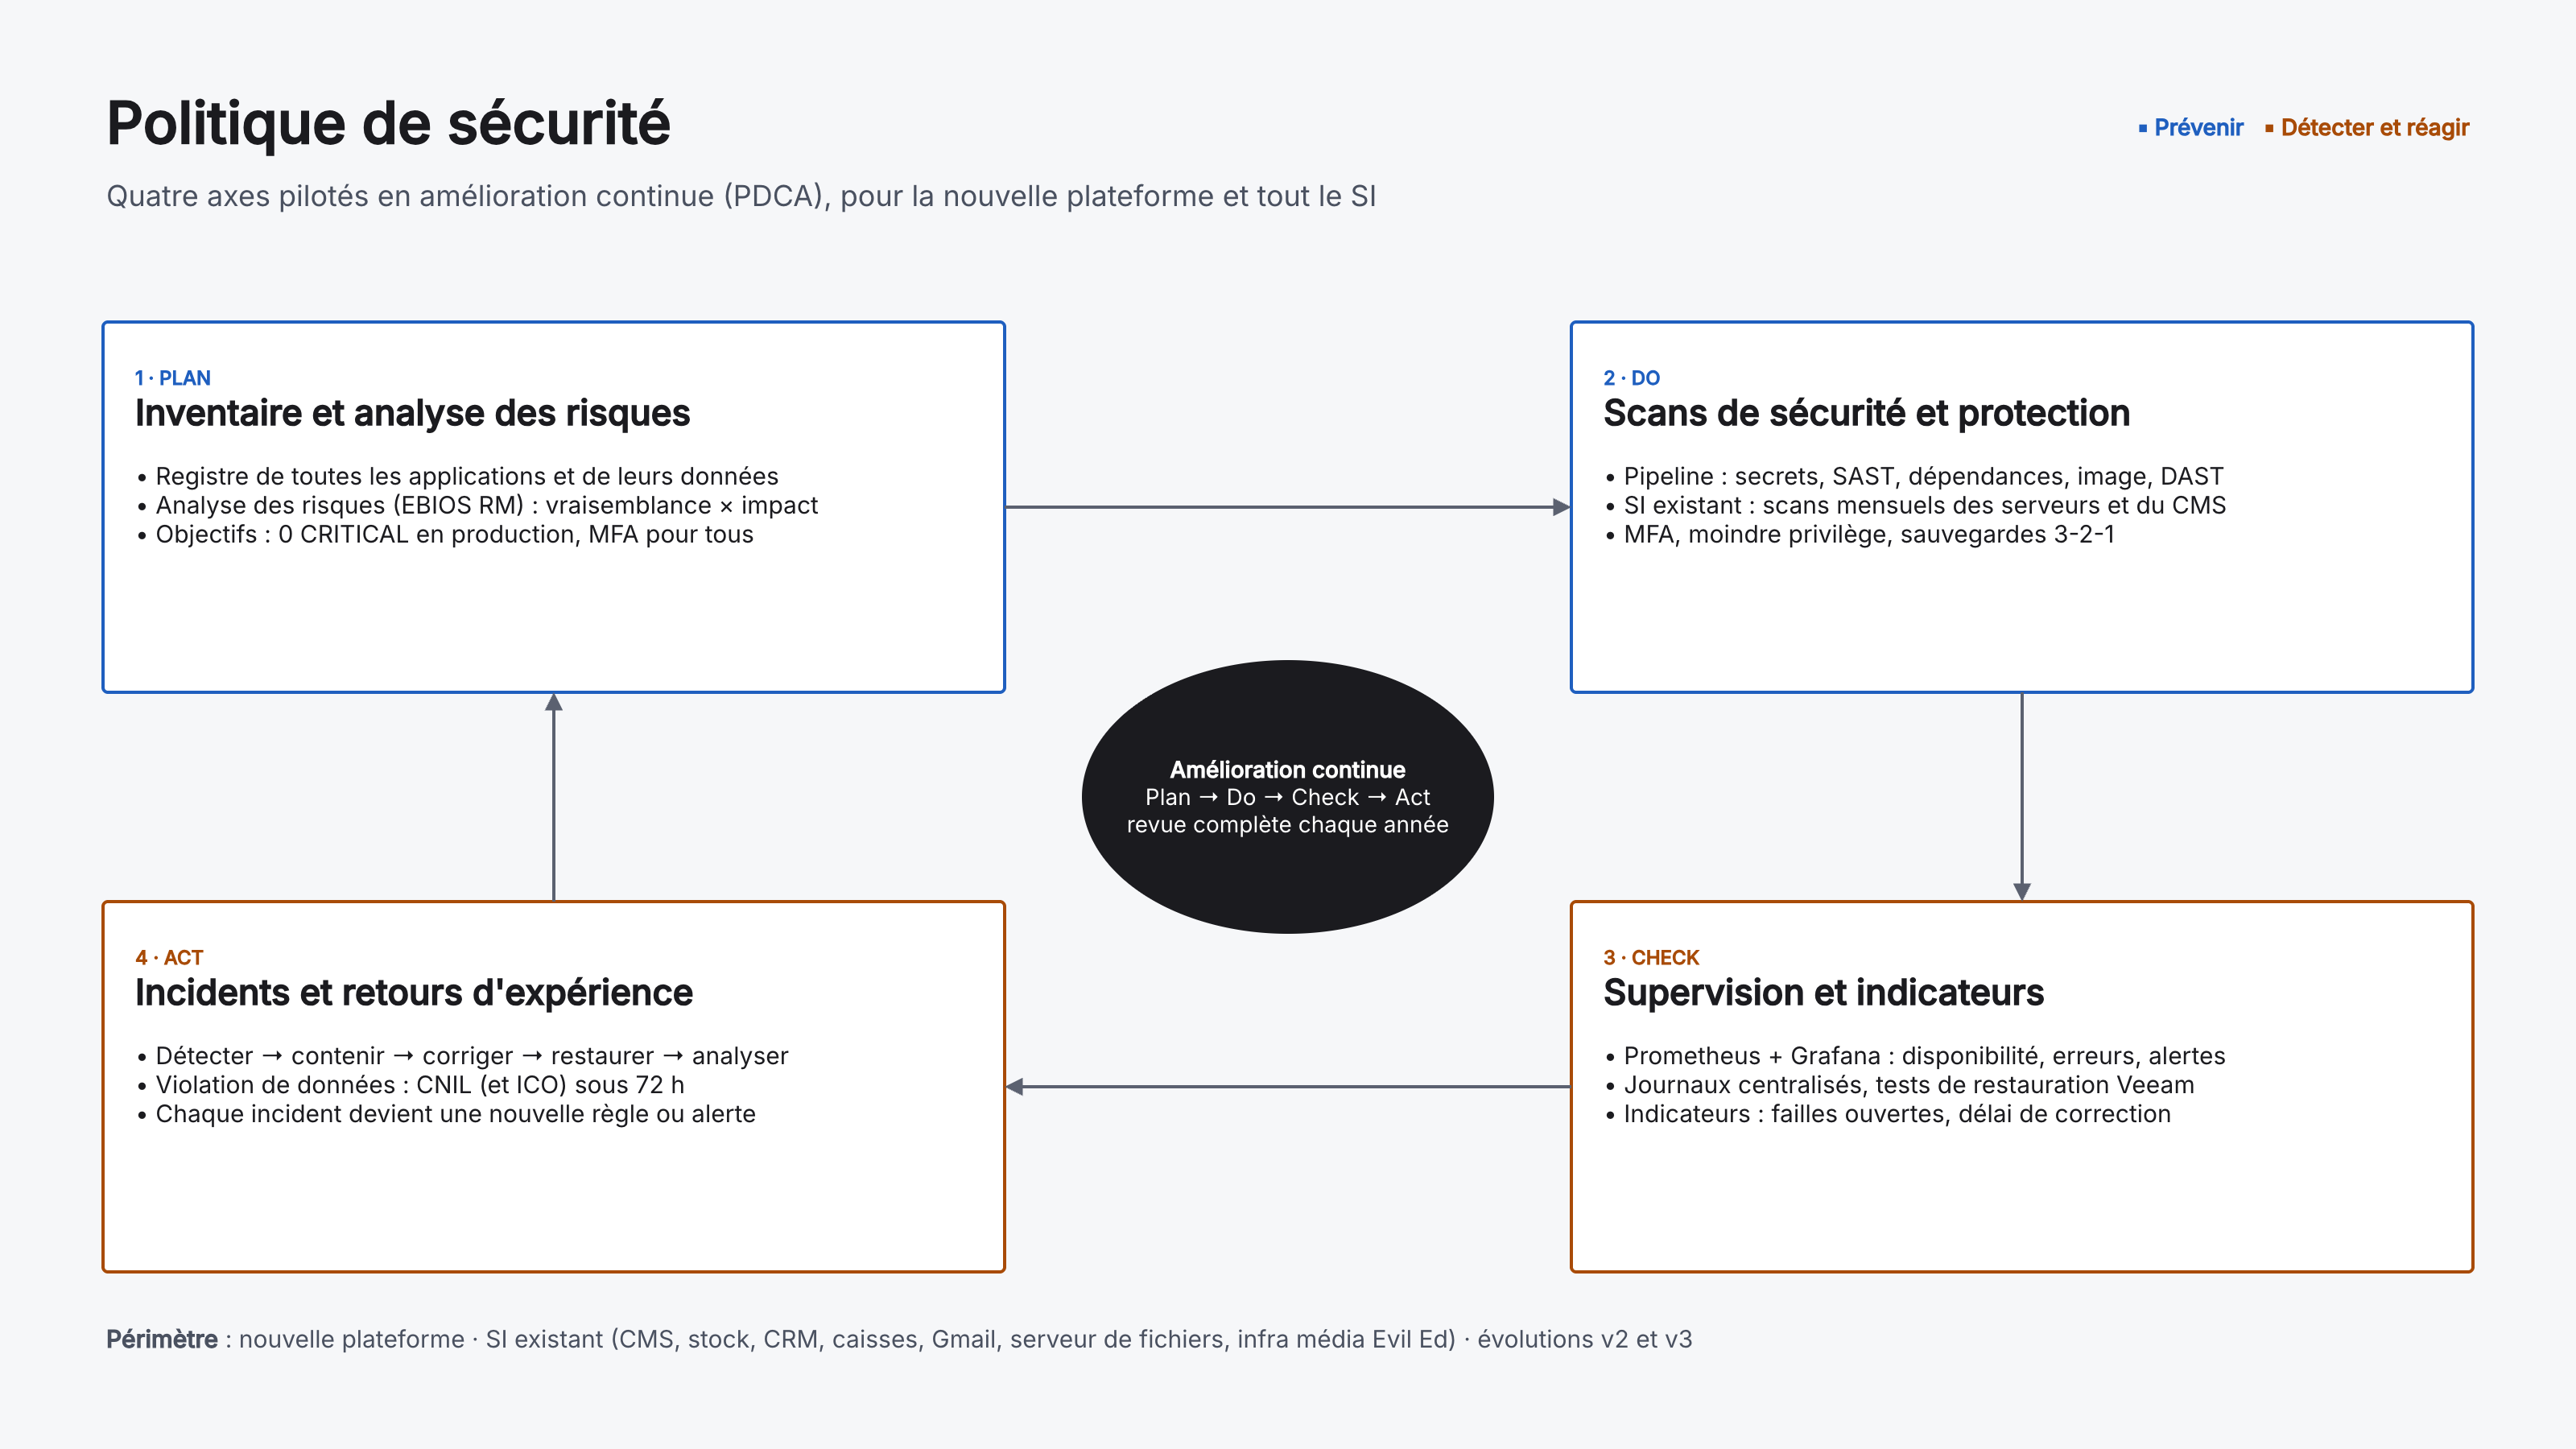 Politique de sécurité
▪ Prévenir ▪ Détecter et réagir
Quatre axes pilotés en amélioration continue (PDCA), pour la nouvelle plateforme et tout le SI
1 · PLAN
Inventaire et analyse des risques
• Registre de toutes les applications et de leurs données
• Analyse des risques (EBIOS RM) : vraisemblance × impact
• Objectifs : 0 CRITICAL en production, MFA pour tous
2 · DO
Scans de sécurité et protection
• Pipeline : secrets, SAST, dépendances, image, DAST
• SI existant : scans mensuels des serveurs et du CMS
• MFA, moindre privilège, sauvegardes 3-2-1
Amélioration continue
Plan → Do → Check → Act
revue complète chaque année
4 · ACT
Incidents et retours d'expérience
• Détecter → contenir → corriger → restaurer → analyser
• Violation de données : CNIL (et ICO) sous 72 h
• Chaque incident devient une nouvelle règle ou alerte
3 · CHECK
Supervision et indicateurs
• Prometheus + Grafana : disponibilité, erreurs, alertes
• Journaux centralisés, tests de restauration Veeam
• Indicateurs : failles ouvertes, délai de correction
Périmètre : nouvelle plateforme · SI existant (CMS, stock, CRM, caisses, Gmail, serveur de fichiers, infra média Evil Ed) · évolutions v2 et v3